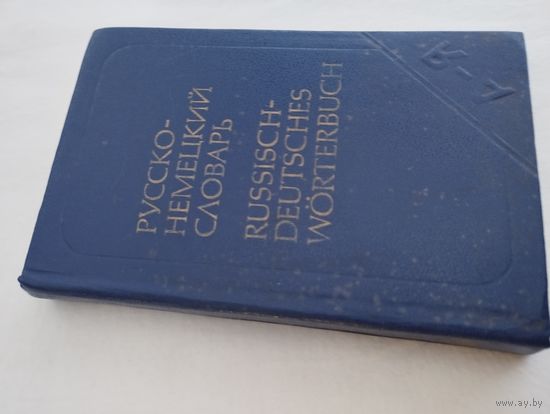 РУССКО-
НЕМЕЦКИЙ
СЛОВАРЬ
RUSSISCH-
DEUTSCHES
WÖRTERBUCH
www.ay.by